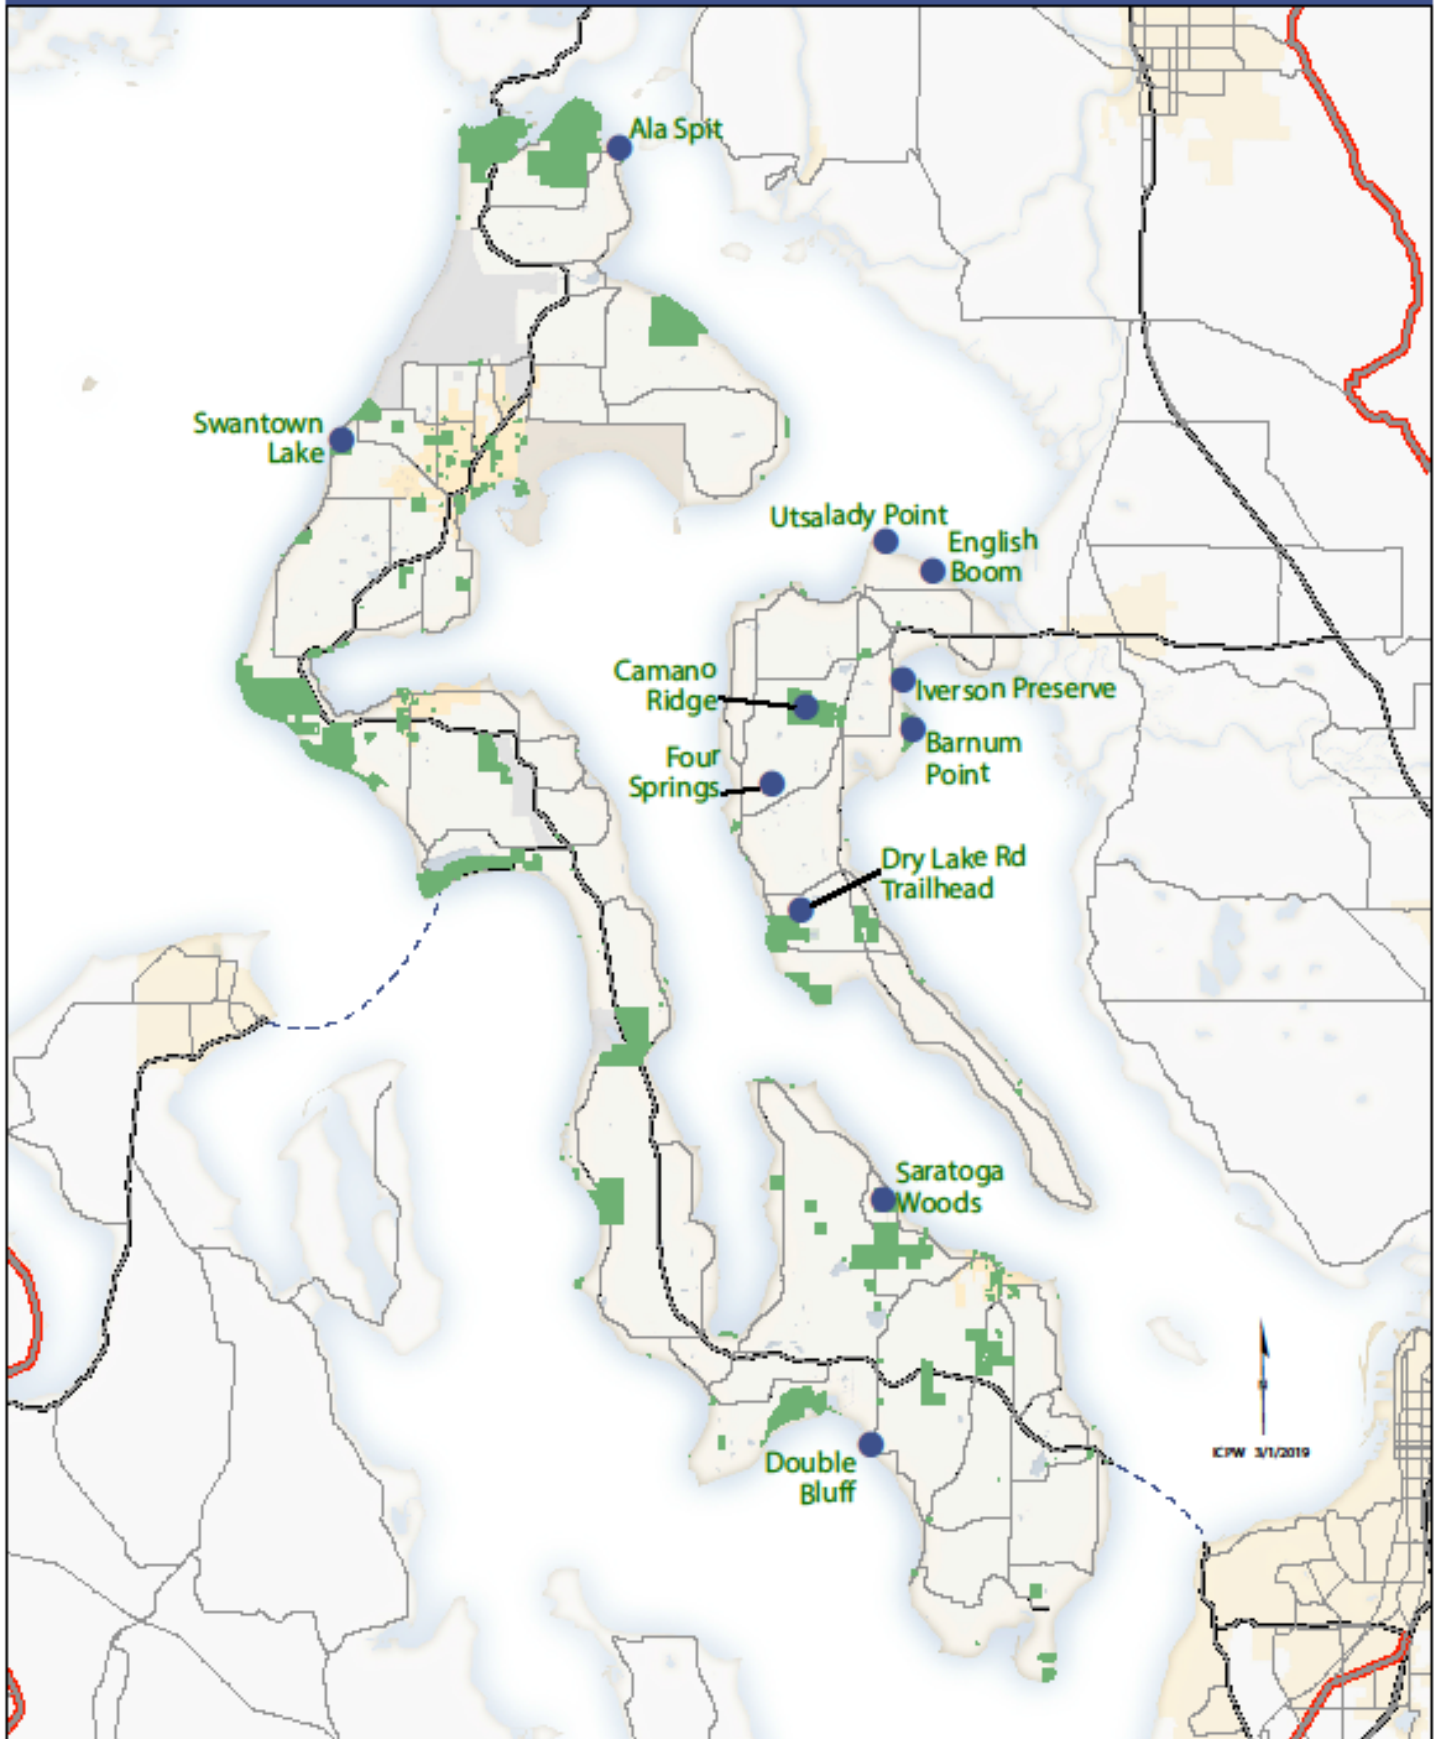 Ala Spit
Swantown
Lake
Utsalady Point
English
Boom
Camano
Ridge
Iverson Preserve
Barnum
Point
Four
Springs
Dry Lake Rd
Trailhead
Saratoga
Woods
ICPW 3/1/2019
Double
Bluff